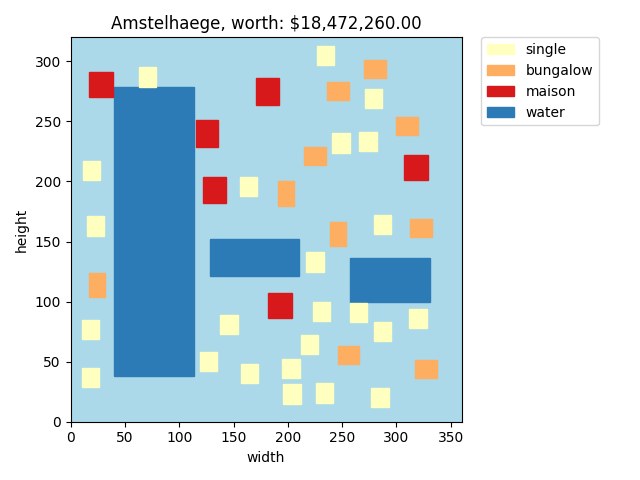 Amstelhaege, worth: $18,472,260.00
single
bungalow
maison
water
height
300
250
200
150
100
50
0
0 50 100 150 200 250 300 350
width